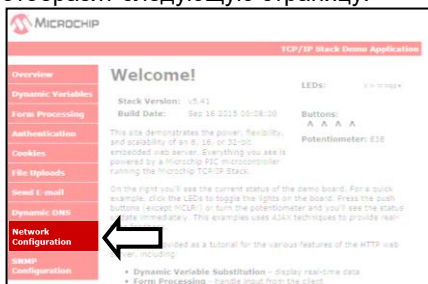 отобразит следующую страницу:
MICROCHIP
TCP/IP Stack Demo Application
Overview
Dynamic Variables
Form Processing
Authentication
Cookies
File Uploads
Send E-mail
Dynamic DNS
Network
Configuration
SNMP
Configuration
Welcome!
Stack Version: v5.41
Build Date: Sep 16 2015 00:28:00
This site demonstrates the power, flexibility,
and scalability of an 8, 16, or 32-bit
embedded web server. Everything you see is
powered by a Microchip PIC microcontroller
running the Microchip TCP/IP Stack.
LEDs:
Buttons:
Λ Λ Λ Λ
Potentiometer:
On the right you'll see the current status of the demo board. For a quick
example, click the LEDs to toggle the lights on the board. Press the push
buttons (except MCLR!) or turn the potentiometer and you'll see the status
update immediately. This examples uses AJAX techniques to provide real-
provided as a tutorial for the various features of the HTTP web
server, including:
• Dynamic Variable Substitution - display real-time data
• Form Processing - handle input from the client